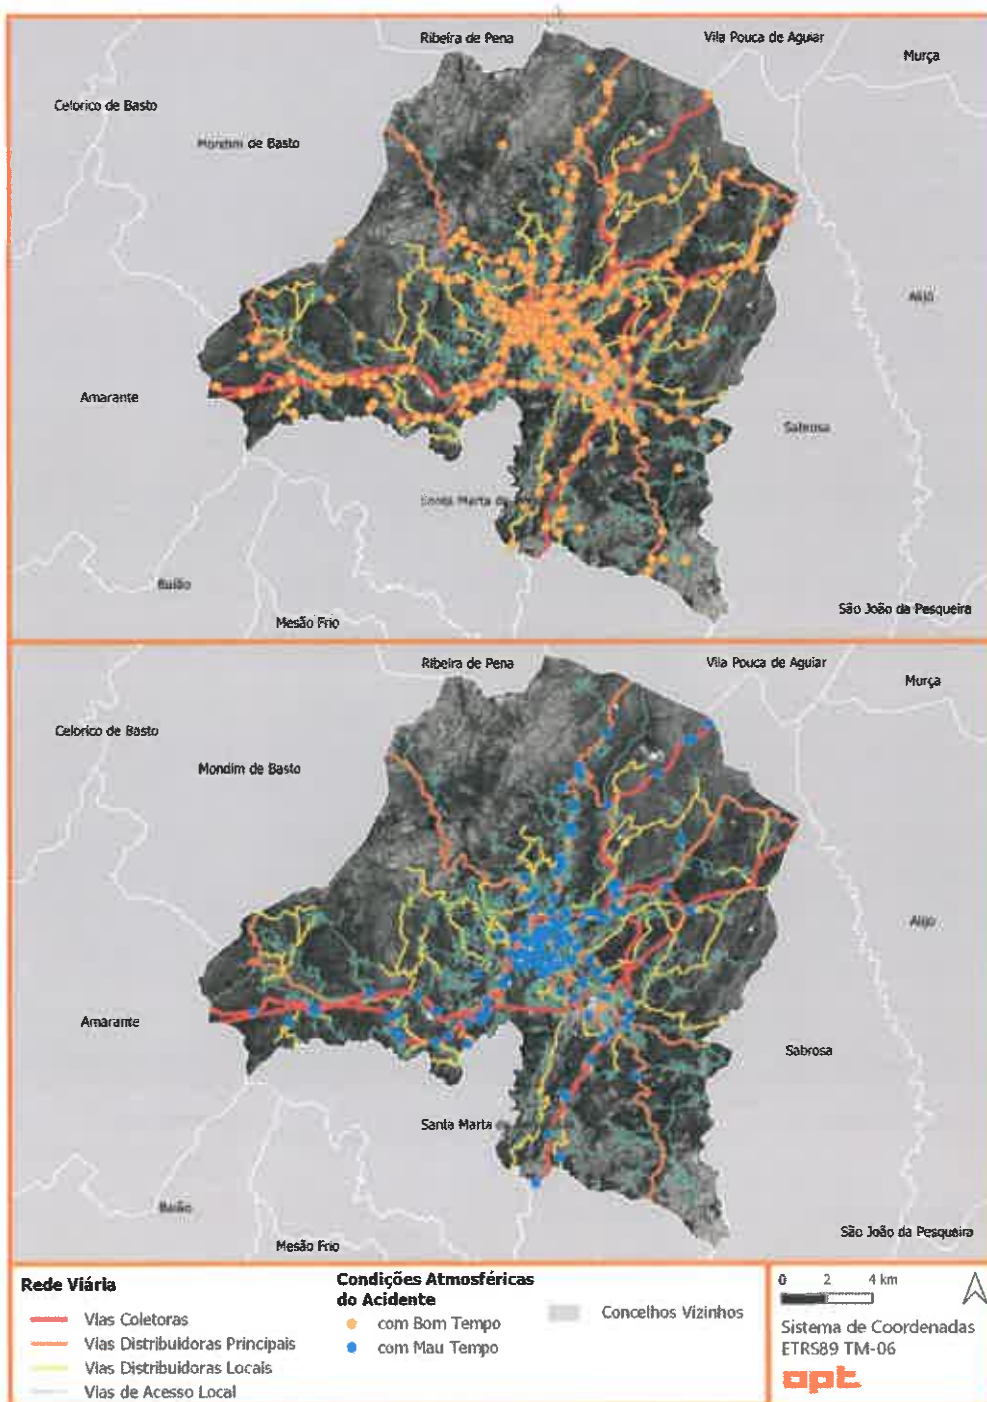 Ribeira de Pena
Vila Pouca de Aguiar
Murça
Celorico de Basto
Mondim de Basto
Alijó
Amarante
Sabrosa
Santa Marta de
Baião
Mesão Frio
São João da Pesqueira
Ribeira de Pena
Vila Pouca de Aguiar
Murça
Celorico de Basto
Mondim de Basto
Alijó
Amarante
Sabrosa
Santa Marta
Baião
Mesão Frio
São João da Pesqueira
Rede Viária
Vias Coletoras
Vias Distribuidoras Principais
Vias Distribuidoras Locais
Vias de Acesso Local
Condições Atmosféricas
do Acidente
com Bom Tempo
com Mau Tempo
Concelhos Vizinhos
0 2 4 km
Sistema de Coordenadas
ETRS89 TM-06
opt